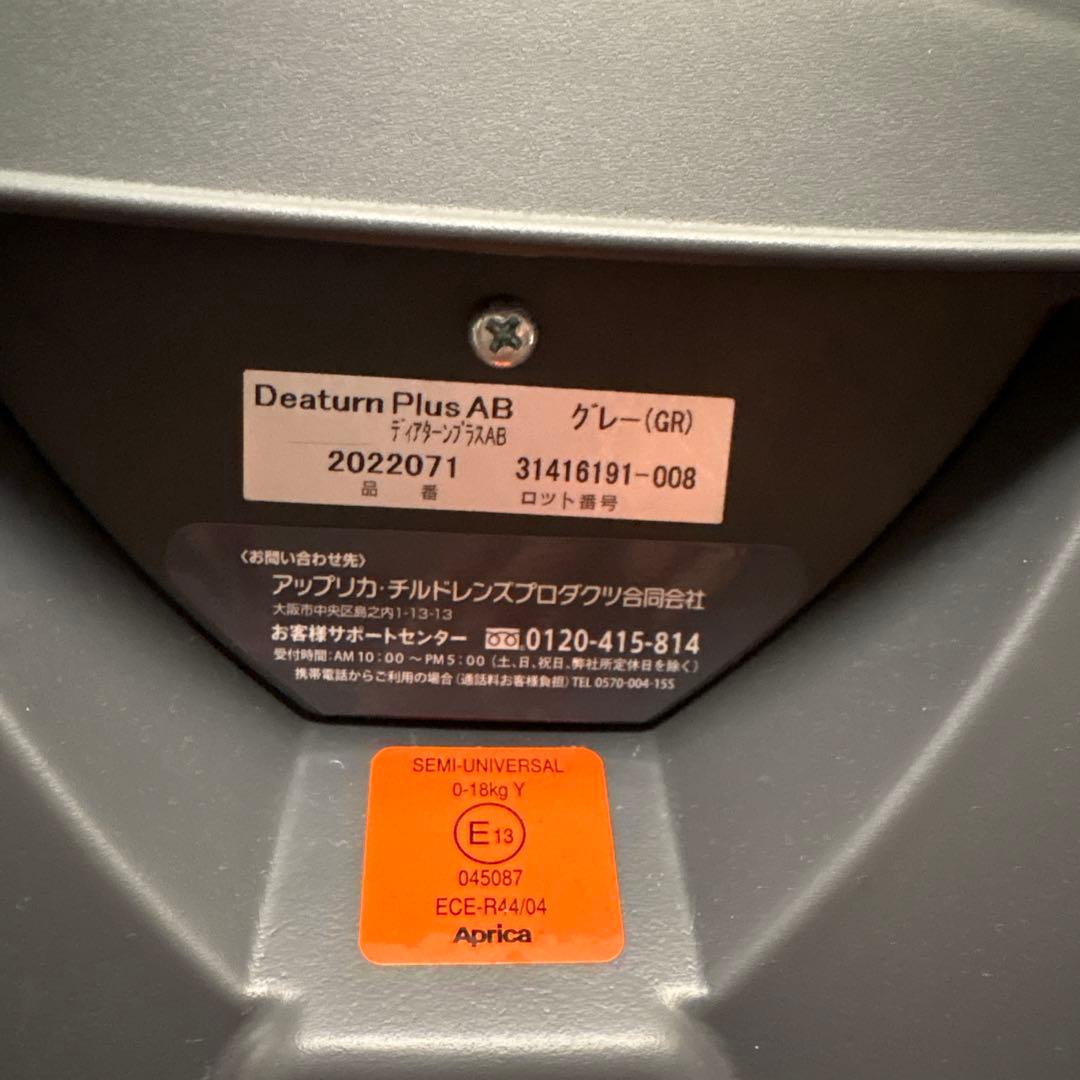 Deaturn Plus AB グレー(GR)
ディアターンプラスAB
2022071 31416191-008
品 番 ロット番号
〈お問い合わせ先〉
アップリカ・チルドレンズプロダクツ合同会社
大阪市中央区島之内1-13-13
お客様サポートセンター 0120-415-814
受付時間:AM10:00〜PM5:00(土、日、祝日、弊社所定休日を除く)
携帯電話からご利用の場合(通話料お客様負担)TEL 0570-004-155
SEMI-UNIVERSAL
0-18kg Y
E13
045087
ECE-R44/04
Aprica